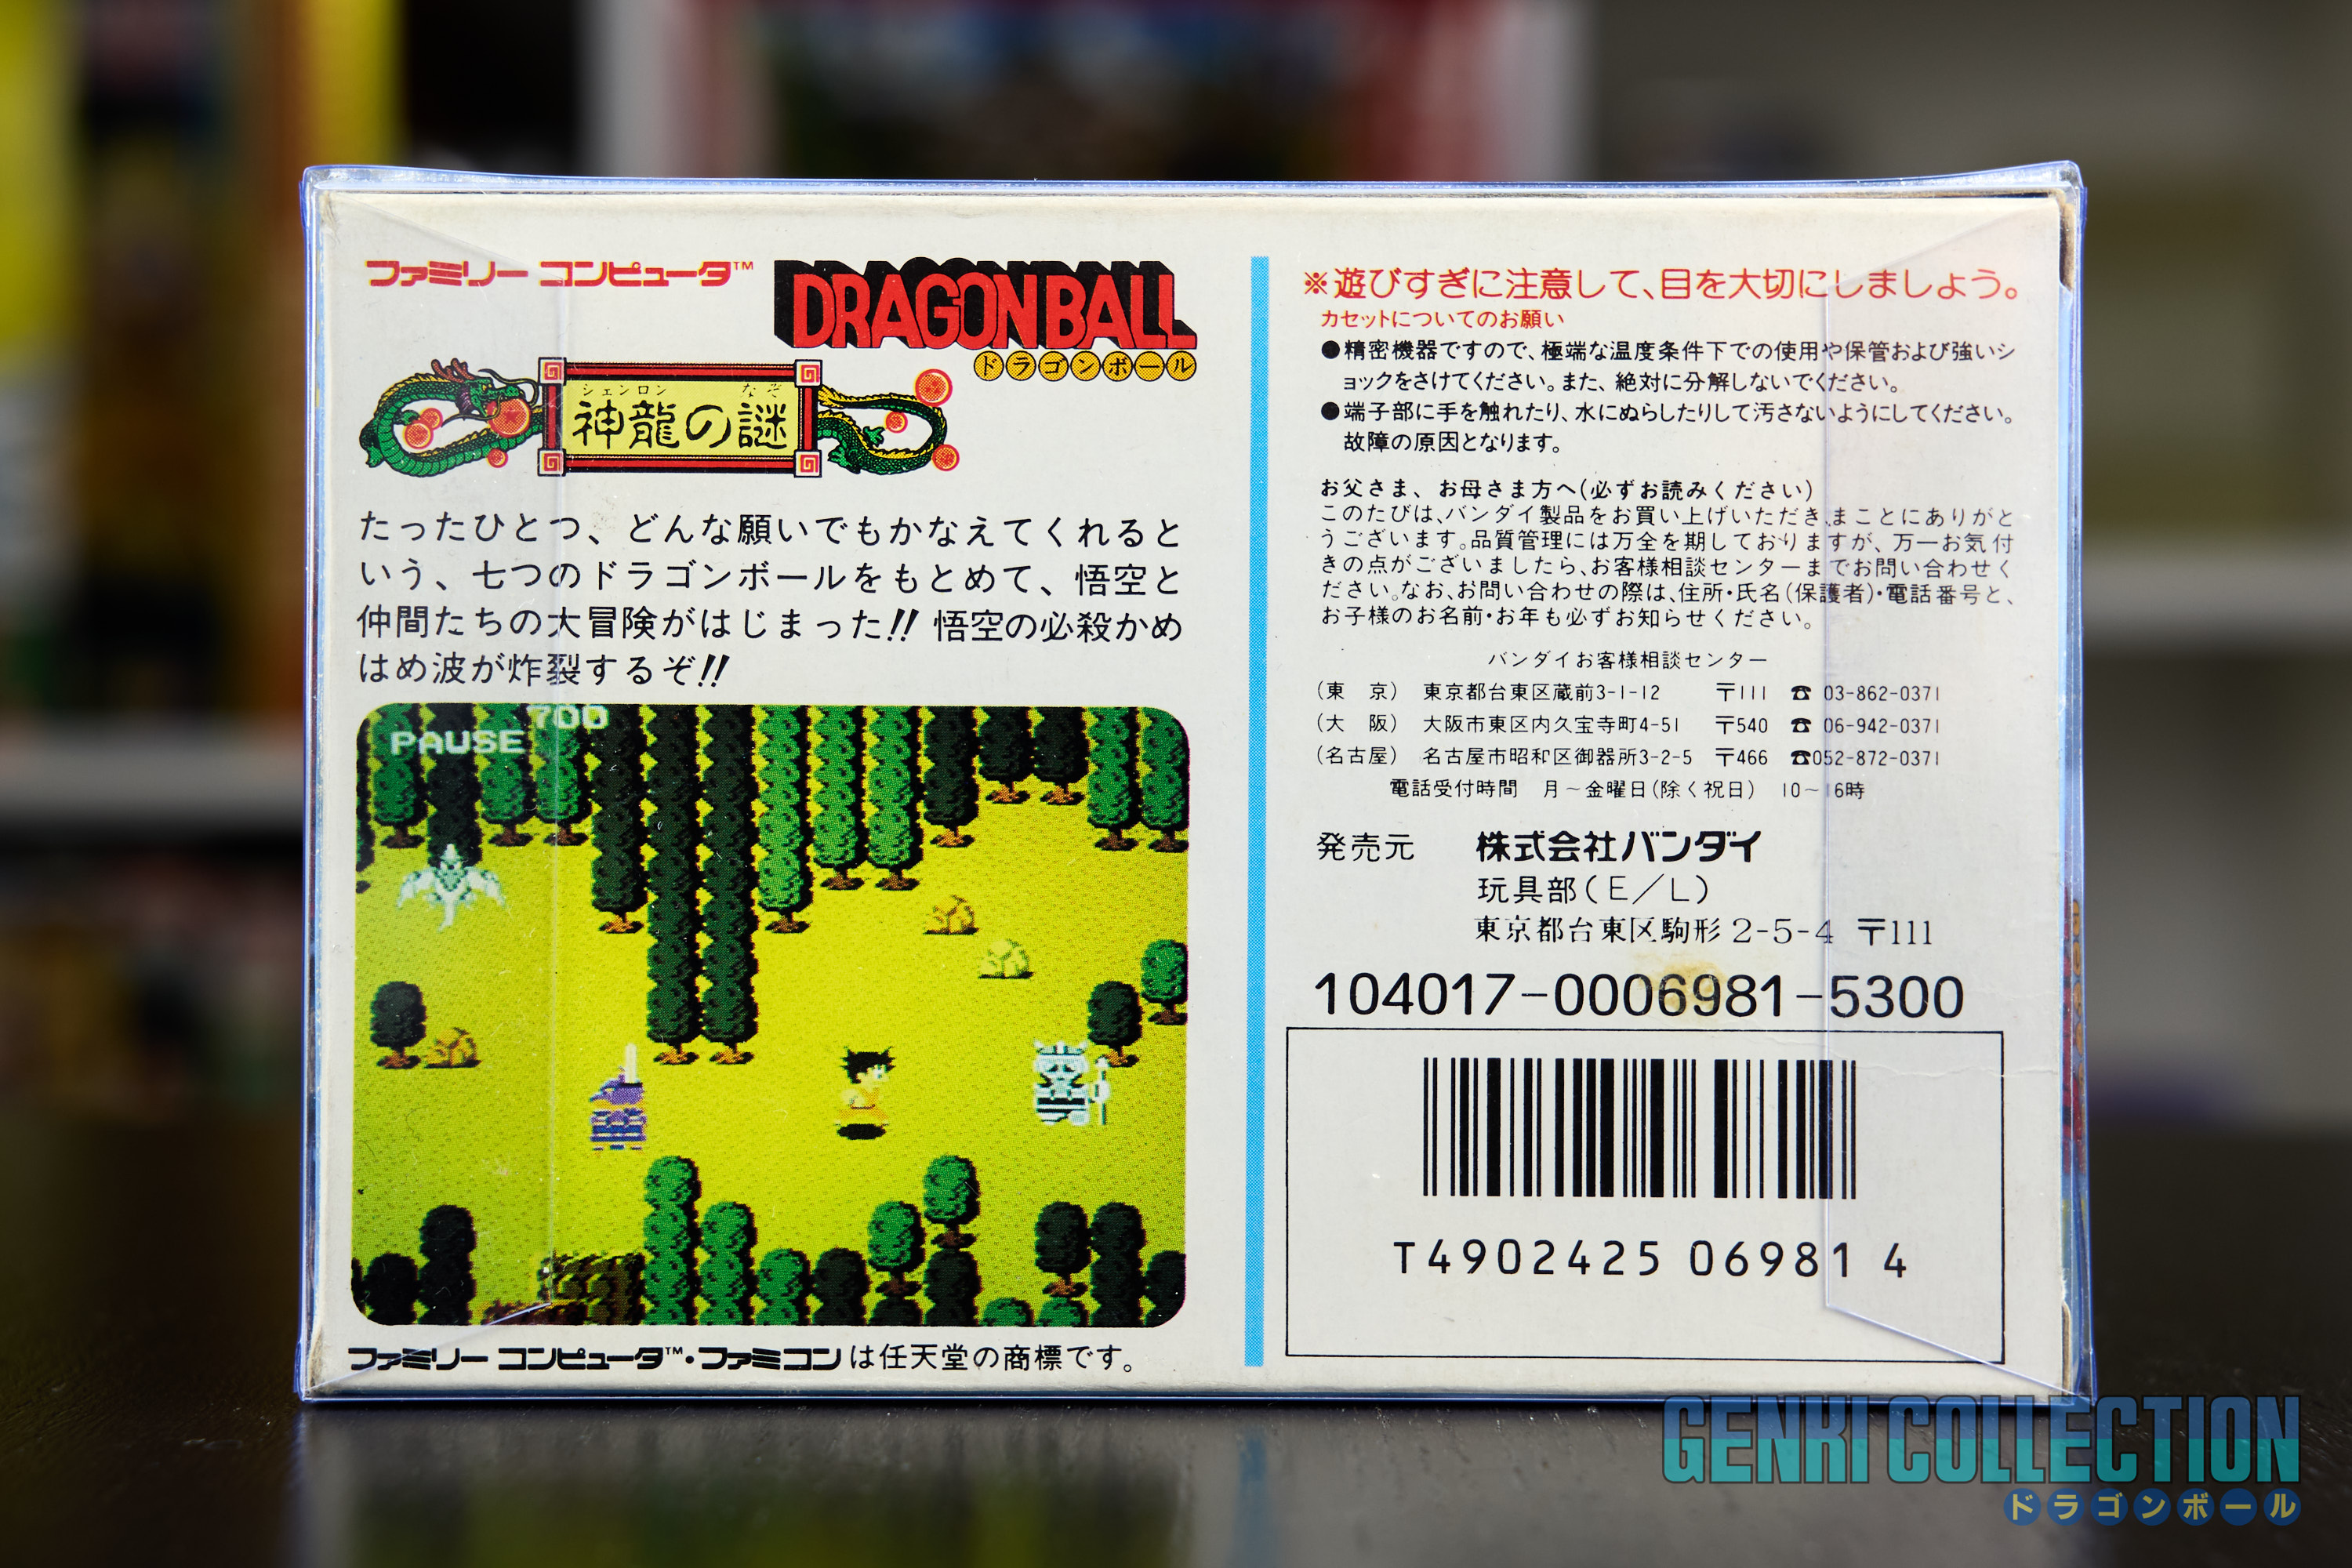 ファミリー コンピュータ™
DRAGON BALL
ドラゴンボール
シェンロン なぞ
神龍の謎
たったひとつ、どんな願いでもかなえてくれると
いう、七つのドラゴンボールをもとめて、悟空と
仲間たちの大冒険がはじまった!! 悟空の必殺かめ
はめ波が炸裂するぞ!!
700
PAUSE
ファミリー コンピュータ™・ファミコンは任天堂の商標です。
※遊びすぎに注意して、目を大切にしましょう。
カセットについてのお願い
●精密機器ですので、極端な温度条件下での使用や保管および強いシ
ョックをさけてください。また、絶対に分解しないでください。
●端子部に手を触れたり、水にぬらしたりして汚さないようにしてください。
故障の原因となります。
お父さま、お母さま方へ(必ずお読みください)
このたびは、バンダイ製品をお買い上げいただきまことにありがと
うございます。品質管理には万全を期しておりますが、万一お気付
きの点がございましたら、お客様相談センターまでお問い合わせく
ださい。なお、お問い合わせの際は、住所・氏名(保護者)・電話番号と、
お子様のお名前・お年も必ずお知らせください。
バンダイお客様相談センター
(東 京) 東京都台東区蔵前3-1-12 〒111 ☎ 03-862-0371
(大 阪) 大阪市東区内久宝寺町4-51 〒540 ☎ 06-942-0371
(名古屋) 名古屋市昭和区御器所3-2-5 〒466 ☎052-872-0371
電話受付時間 月~金曜日(除く祝日) 10~16時
発売元 株式会社バンダイ
玩具部(E/L)
東京都台東区駒形2-5-4 〒111
104017-0006981-5300
T4902425 06981 4
GENKI COLLECTION
ドラゴンボール